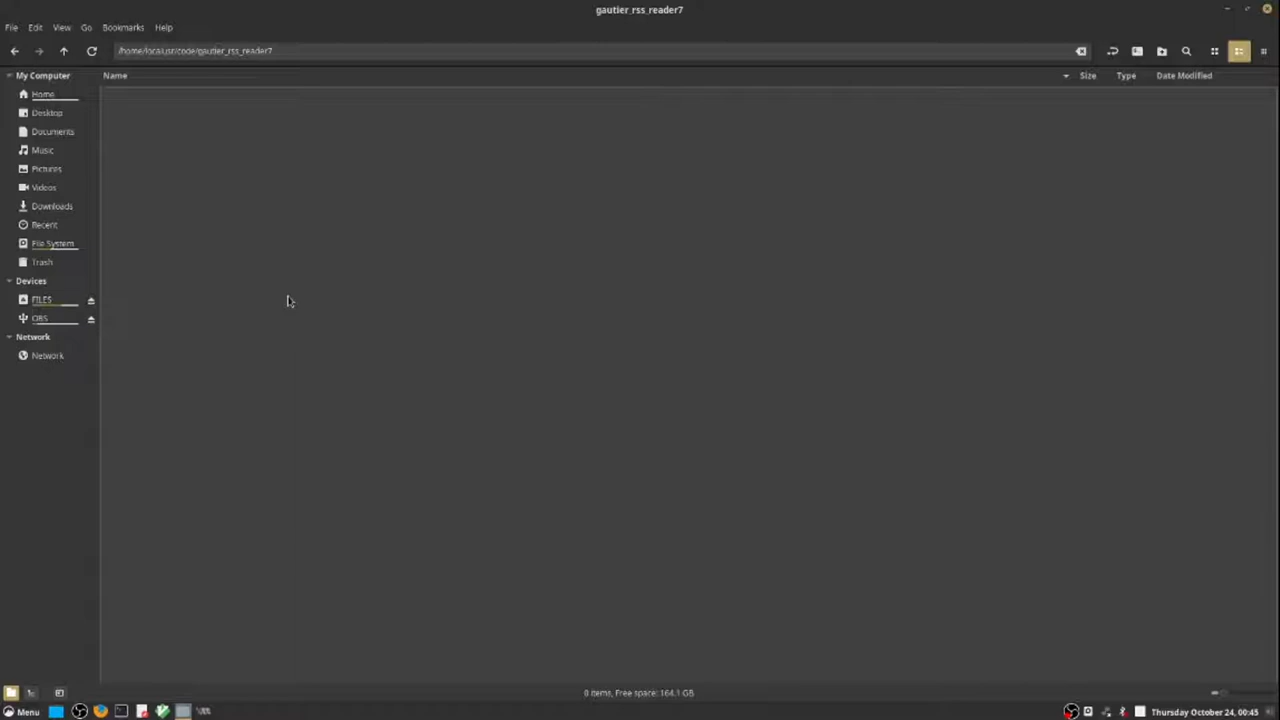 gautier_rss_reader7
File Edit View Go Bookmarks Help
/home/localusr/code/gautier_rss_reader7
My Computer
Name Size Type Date Modified
Home
Desktop
Documents
Music
Pictures
Videos
Downloads
Recent
File System
Trash
Devices
FILES
OBS
Network
Network
0 items, Free space: 164.1 GB
Menu
Thursday October 24, 00:45